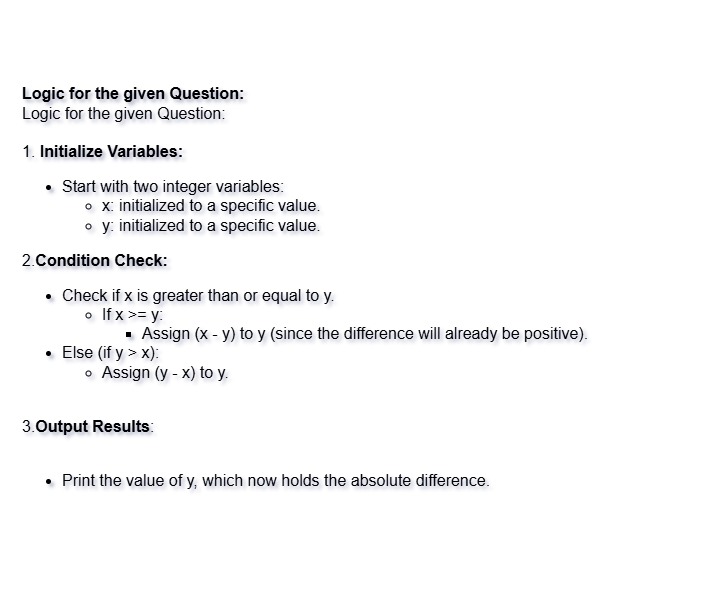 Logic for the given Question:
Logic for the given Question:
1. Initialize Variables:
• Start with two integer variables:
◦ x: initialized to a specific value.
◦ y: initialized to a specific value.
2.Condition Check:
• Check if x is greater than or equal to y.
◦ If x >= y:
▪ Assign (x - y) to y (since the difference will already be positive).
• Else (if y > x):
◦ Assign (y - x) to y.
3.Output Results:
• Print the value of y, which now holds the absolute difference.